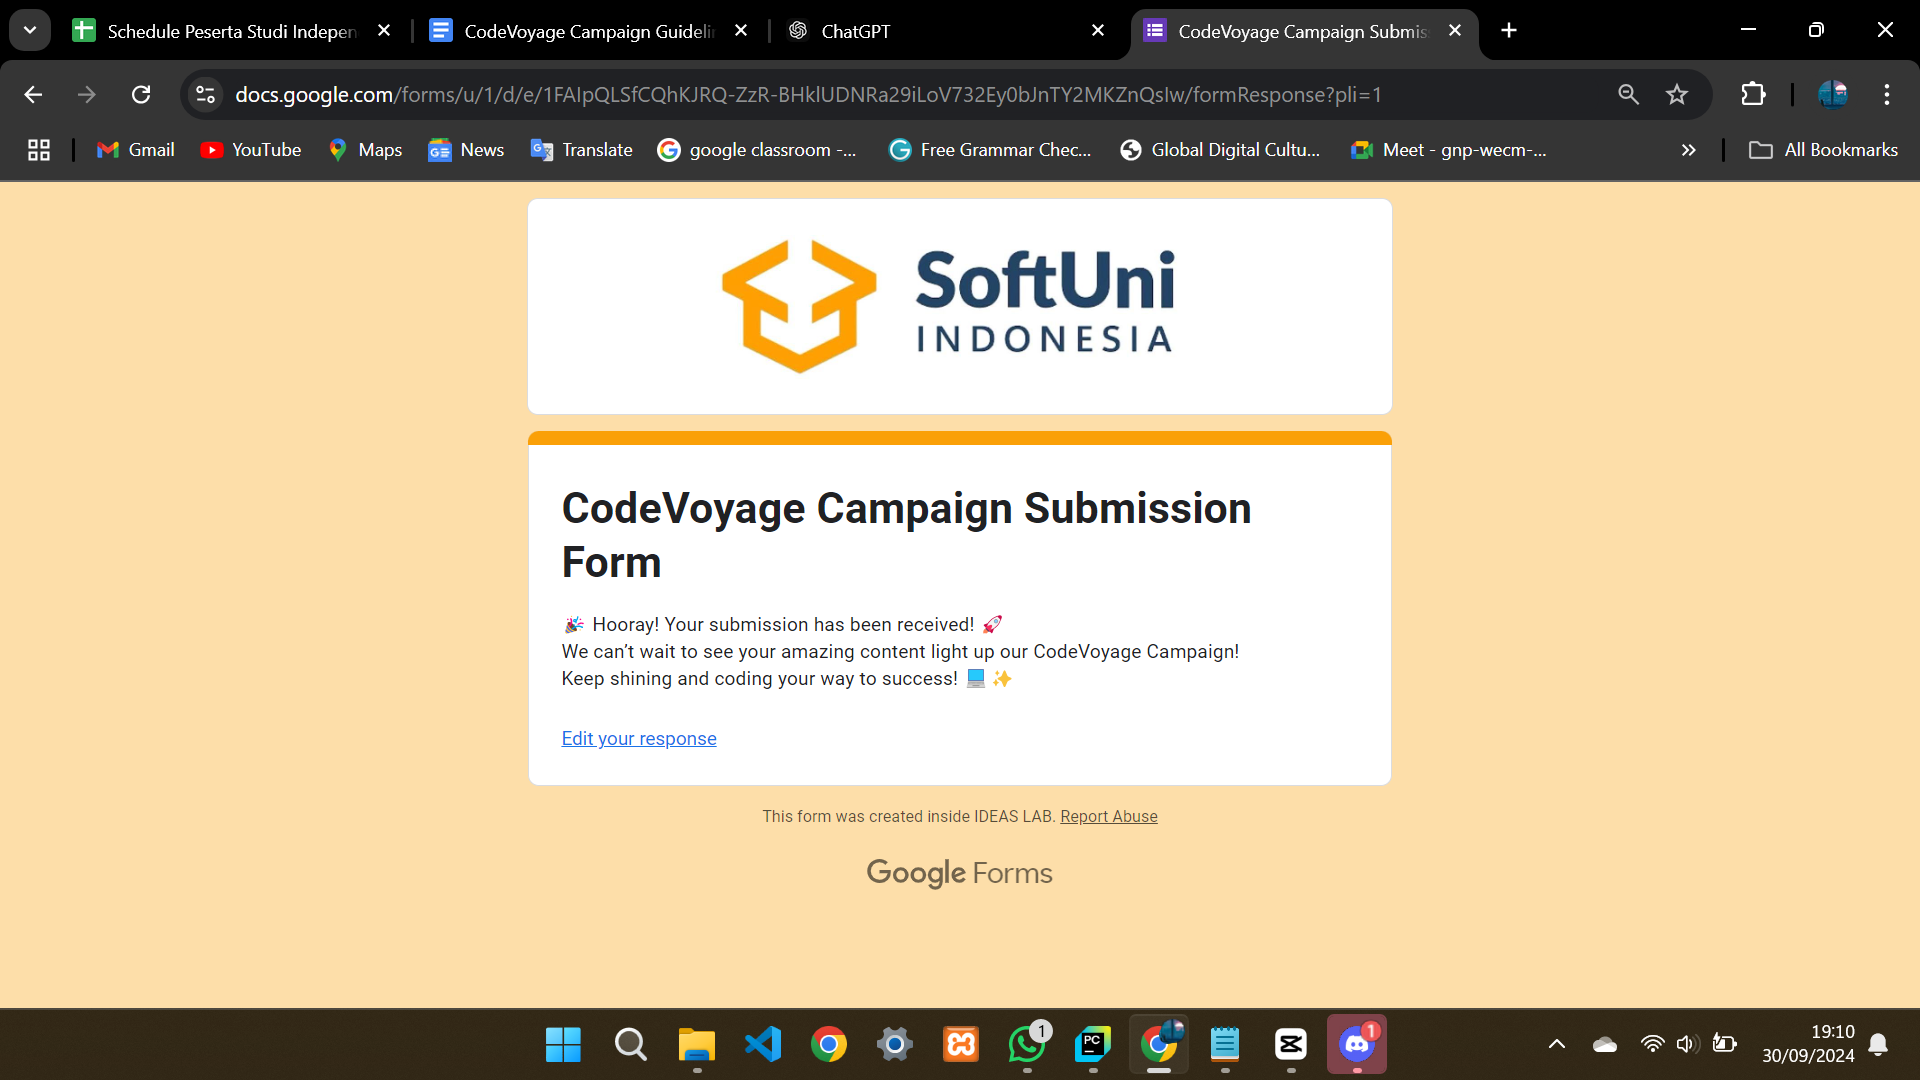 Schedule Peserta Studi Indepen
CodeVoyage Campaign Guidelin
ChatGPT
CodeVoyage Campaign Submis
docs.google.com/forms/u/1/d/e/1FAIpQLSfCQhKJRQ-ZzR-BHklUDNRa29iLoV732Ey0bJnTY2MKZnQsIw/formResponse?pli=1
Gmail
YouTube
Maps
News
Translate
google classroom -...
Free Grammar Chec...
Global Digital Cultu...
Meet - gnp-wecm-...
All Bookmarks
SoftUni
INDONESIA
CodeVoyage Campaign Submission
Form
🎉 Hooray! Your submission has been received! 🚀
We can’t wait to see your amazing content light up our CodeVoyage Campaign!
Keep shining and coding your way to success! 💻 ✨
Edit your response
This form was created inside IDEAS LAB. Report Abuse
Google Forms
1
PC
1
19:10
30/09/2024